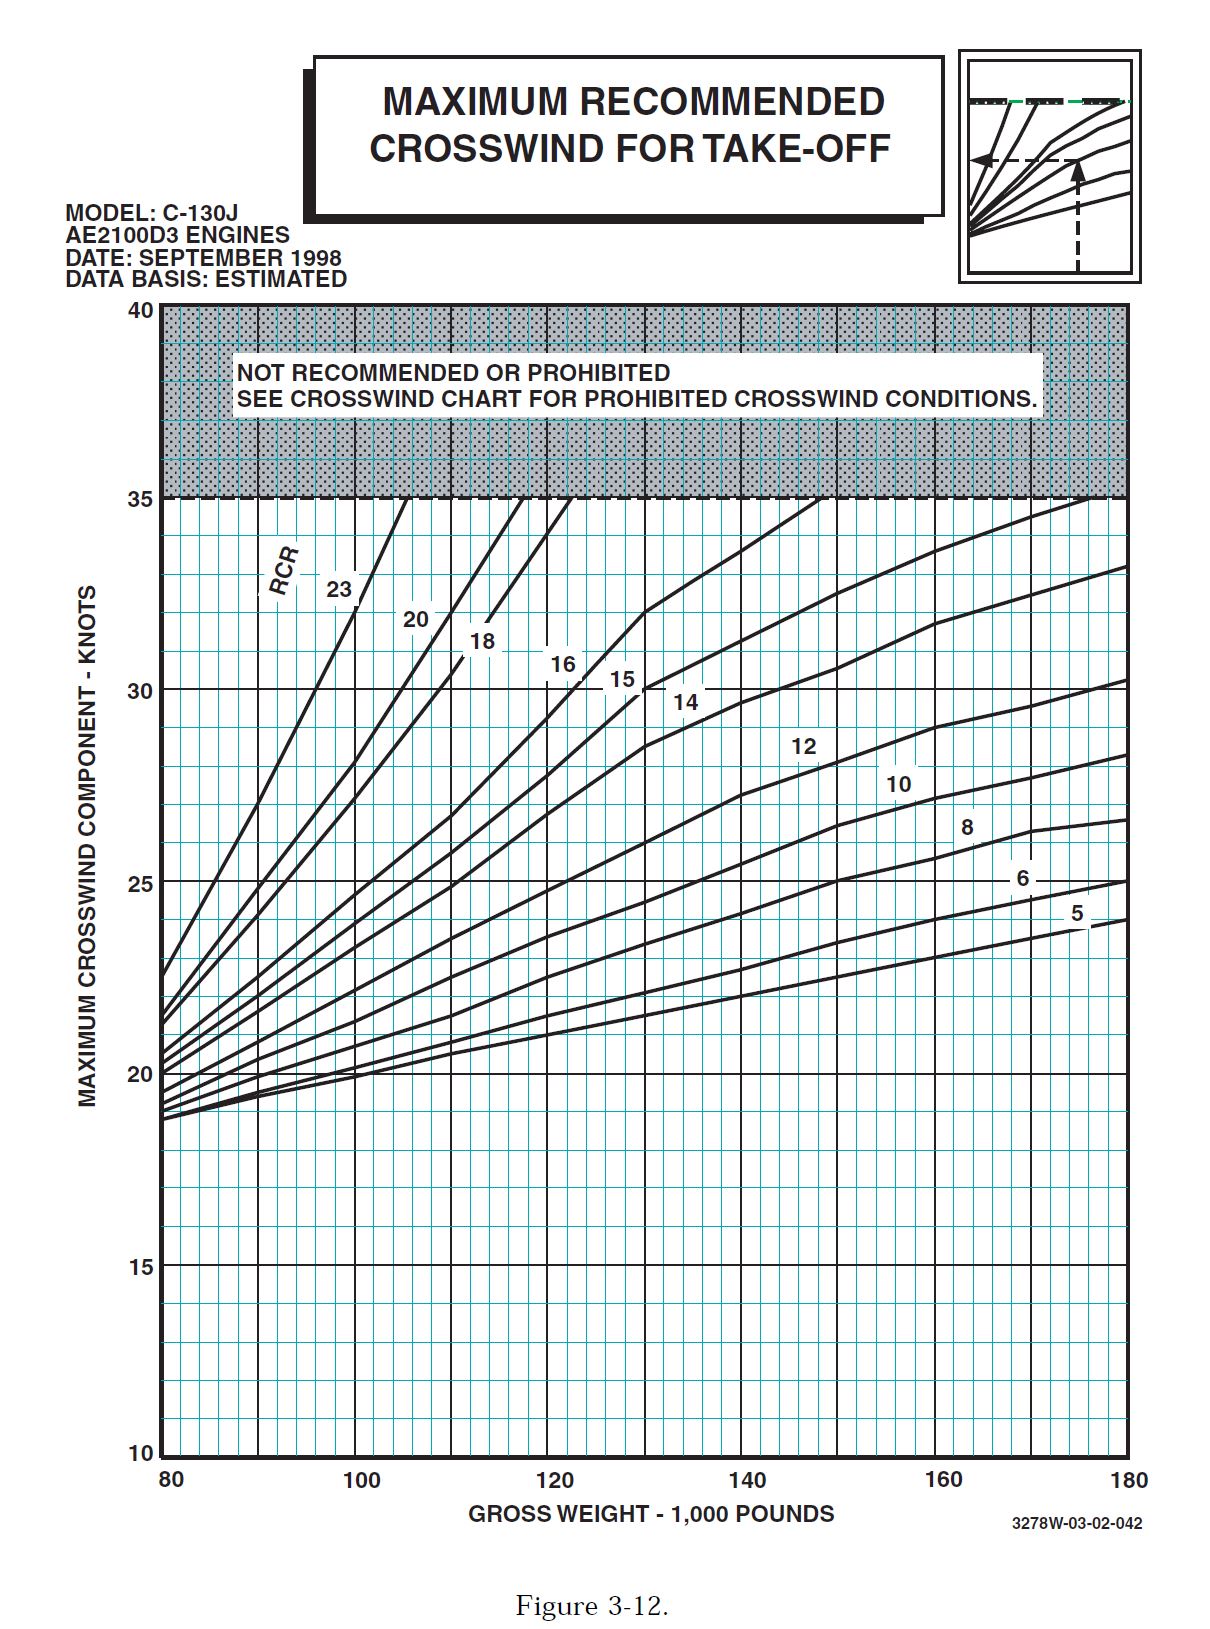 MAXIMUM RECOMMENDED
CROSSWIND FOR TAKE-OFF
MODEL: C-130J
AE2100D3 ENGINES
DATE: SEPTEMBER 1998
DATA BASIS: ESTIMATED
40
NOT RECOMMENDED OR PROHIBITED
SEE CROSSWIND CHART FOR PROHIBITED CROSSWIND CONDITIONS.
35
RCR
23
20
18
16
15
14
12
10
8
6
5
30
25
20
15
10
MAXIMUM CROSSWIND COMPONENT - KNOTS
80
100
120
140
160
180
GROSS WEIGHT - 1,000 POUNDS
3278W-03-02-042
Figure 3-12.